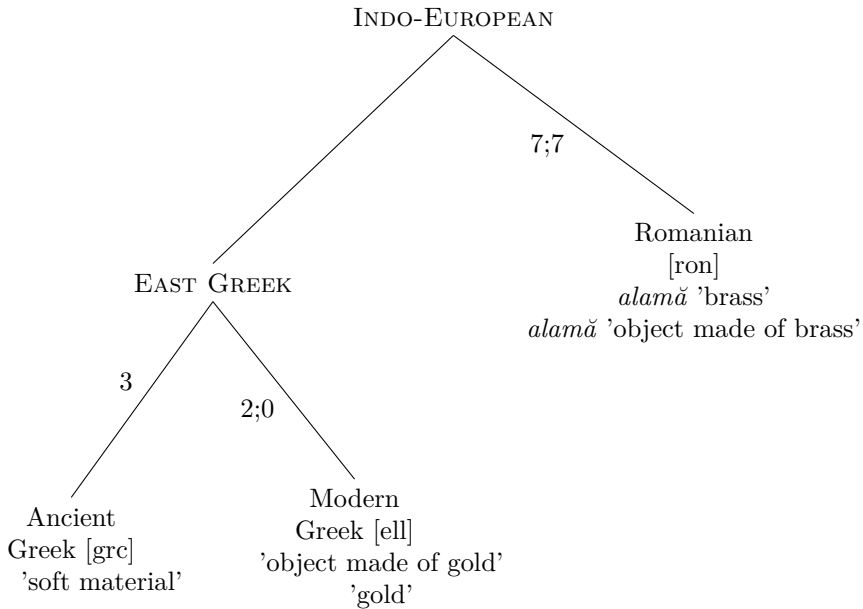 INDO-EUROPEAN
7;7
Romanian
[ron]
alamă 'brass'
alamă 'object made of brass'
EAST GREEK
3
2;0
Ancient
Greek [grc]
'soft material'
Modern
Greek [ell]
'object made of gold'
'gold'